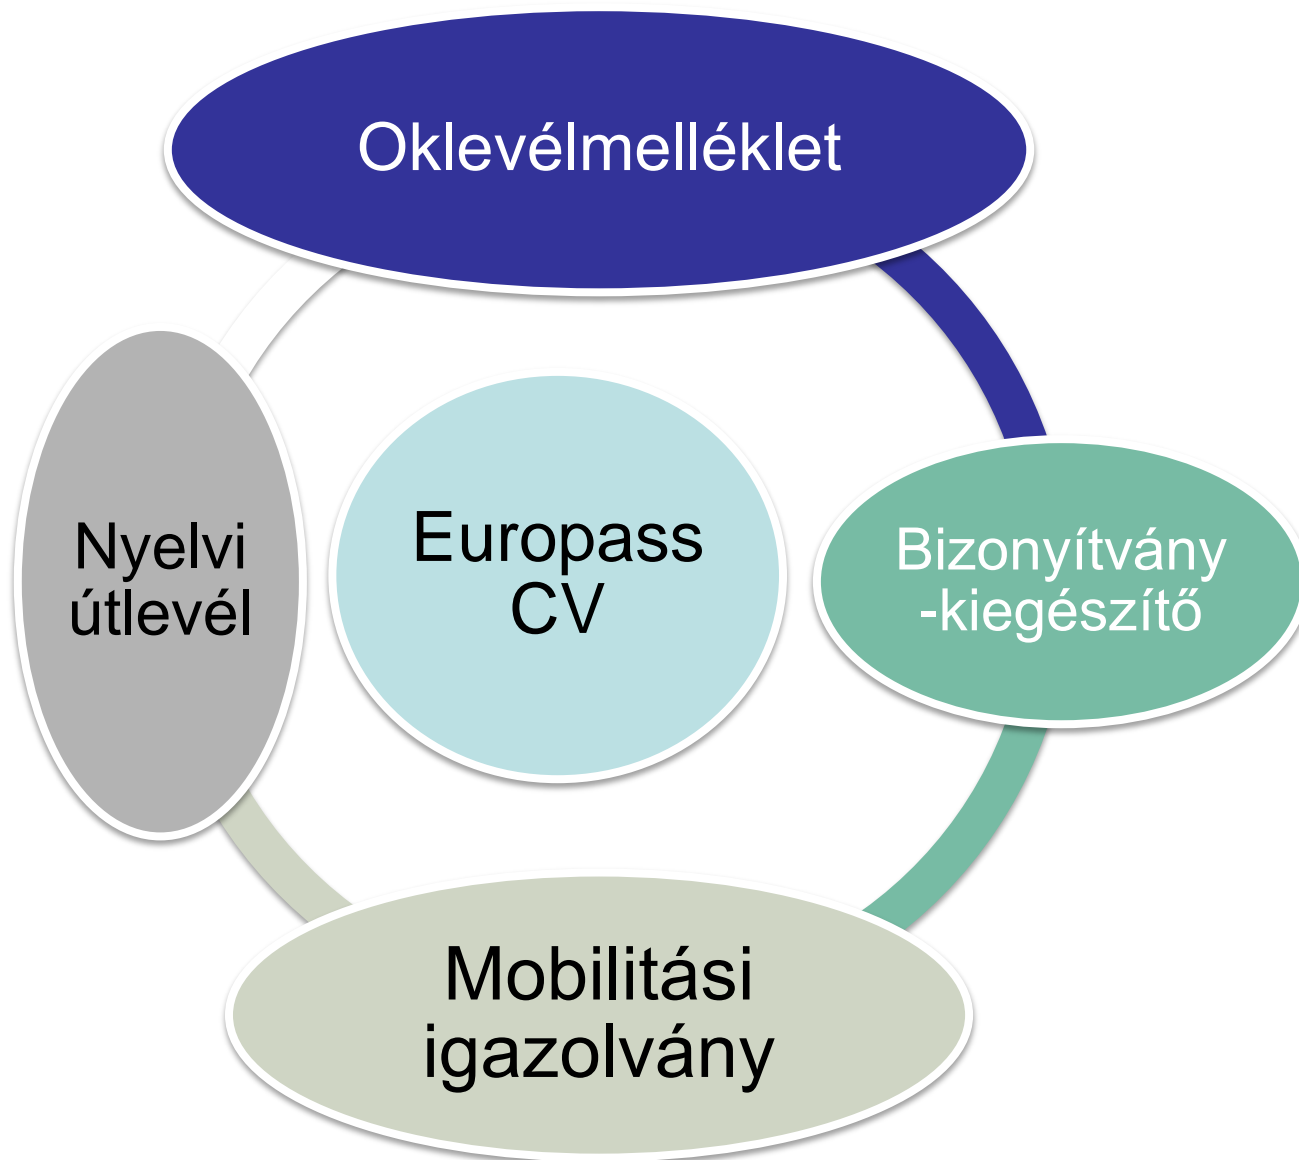 Oklevélmelléklet
Nyelvi
útlevél
Europass
CV
Bizonyítvány
-kiegészítő
Mobilitási
igazolvány